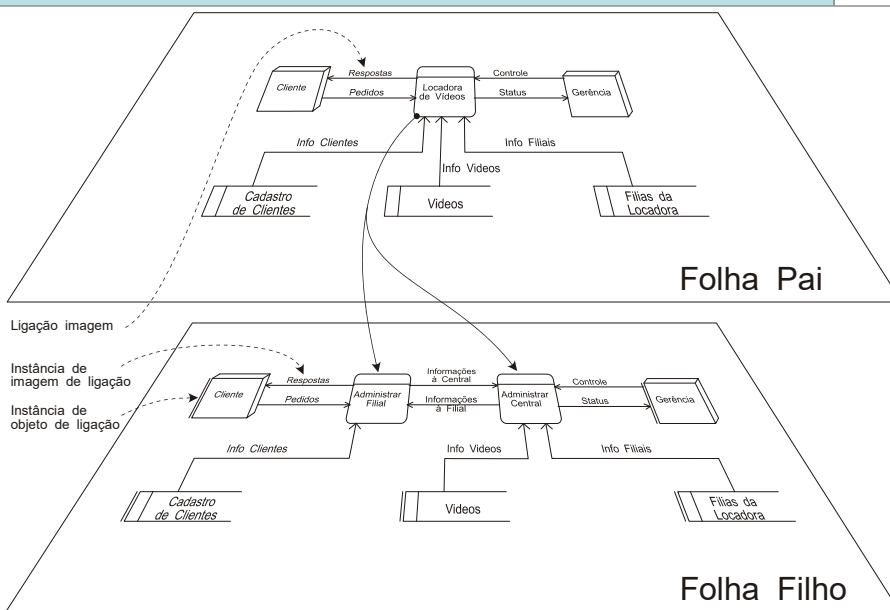 Respostas
Controle
Cliente
Locadora
de Vídeos
Gerência
Pedidos
Status
Info Clientes
Info Filiais
Info Videos
Cadastro
de Clientes
Videos
Filias da
Locadora
Folha Pai
Ligação imagem
Instância de
imagem de ligação
Instância de
objeto de ligação
Respostas
Informações
à Central
Controle
Cliente
Administrar
Filial
Administrar
Central
Gerência
Pedidos
Informações
à Filial
Status
Info Clientes
Info Videos
Info Filiais
Cadastro
de Clientes
Videos
Filias da
Locadora
Folha Filho